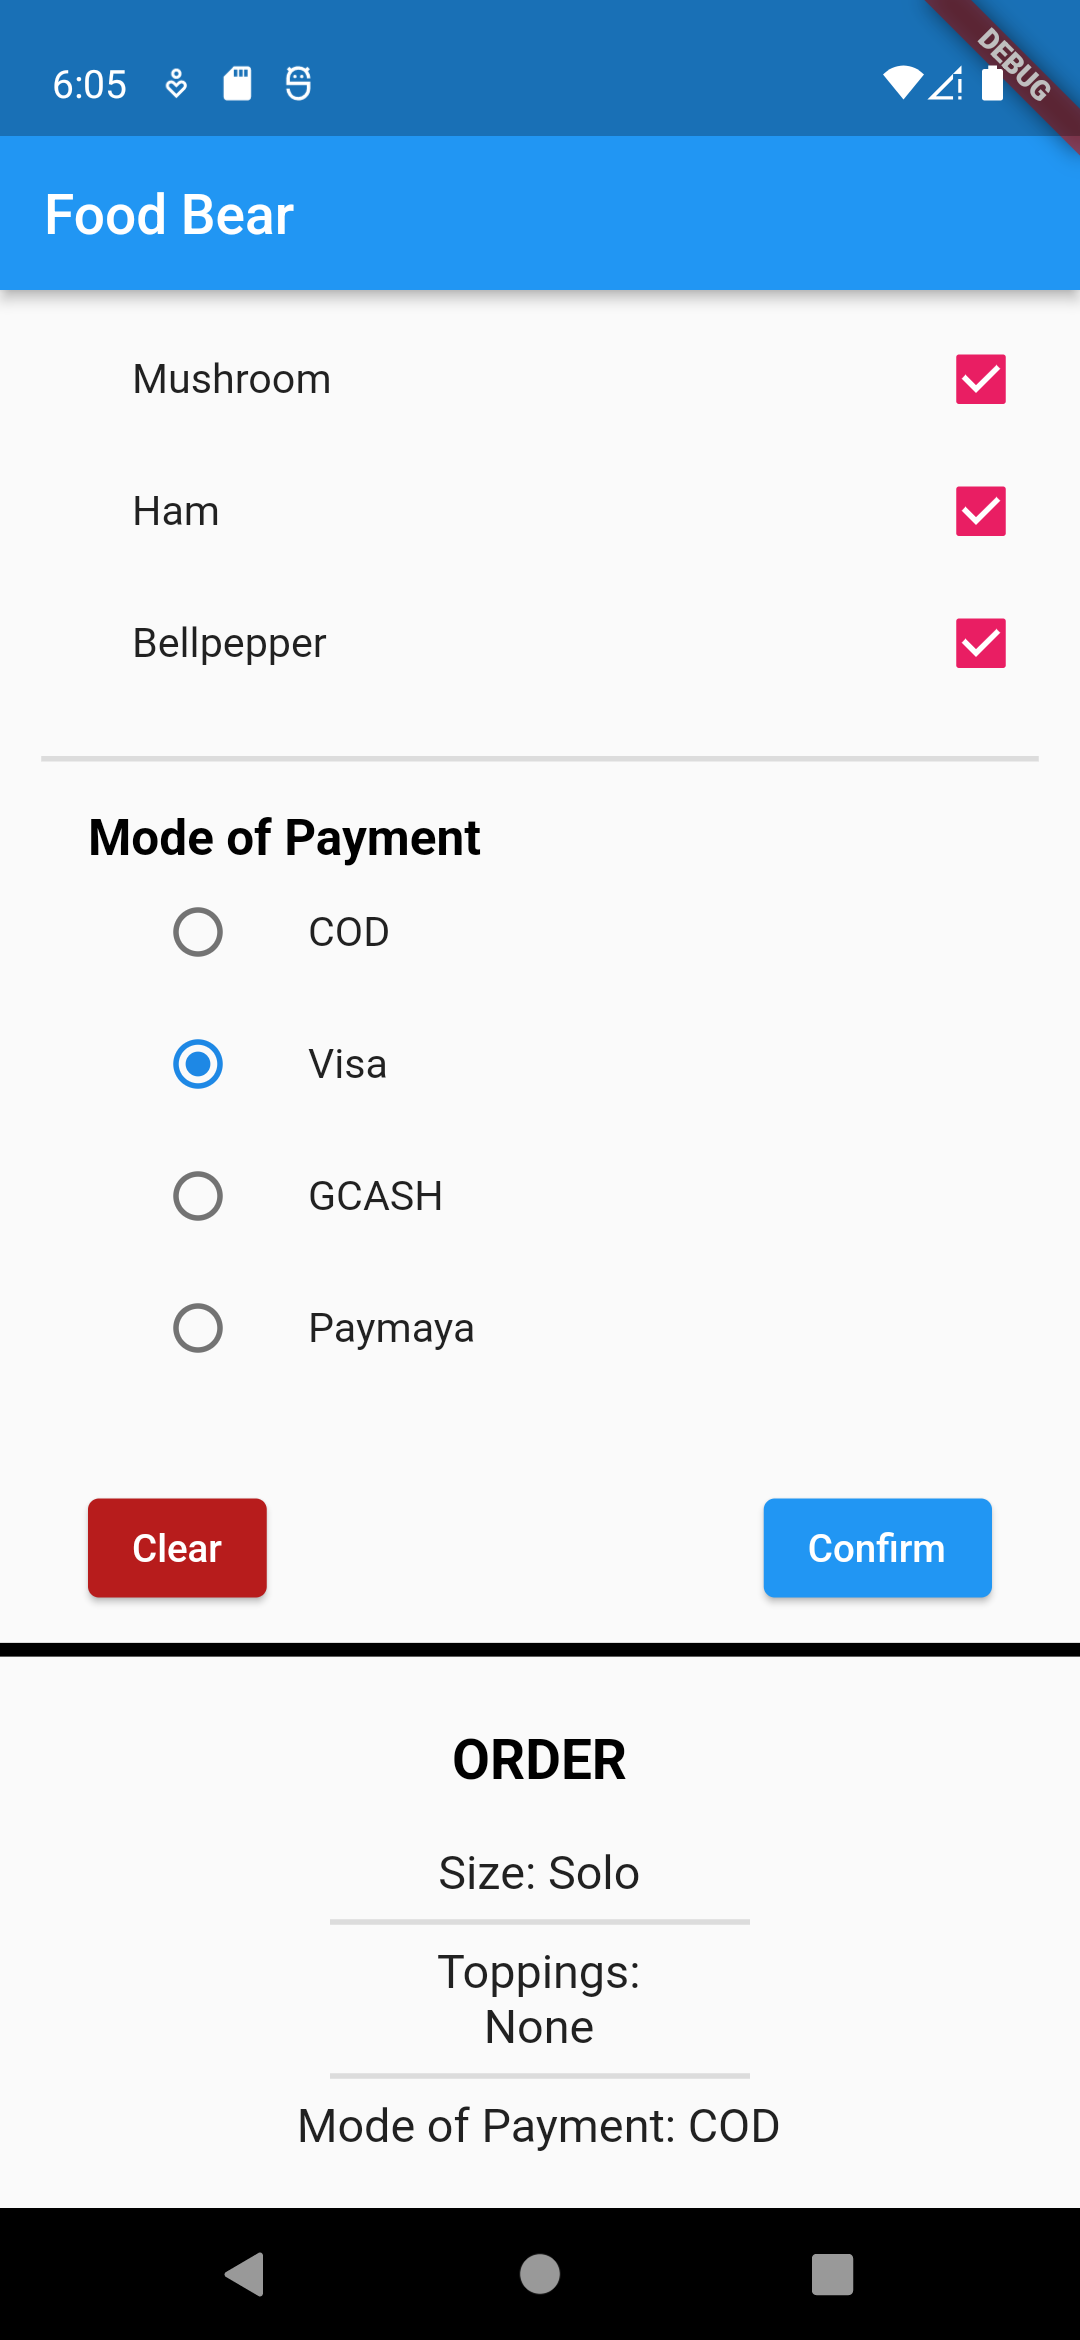 6:05
DEBUG
Food Bear
Mushroom
Ham
Bellpepper
Mode of Payment
COD
Visa
GCASH
Paymaya
Clear
Confirm
ORDER
Size: Solo
Toppings:
None
Mode of Payment: COD